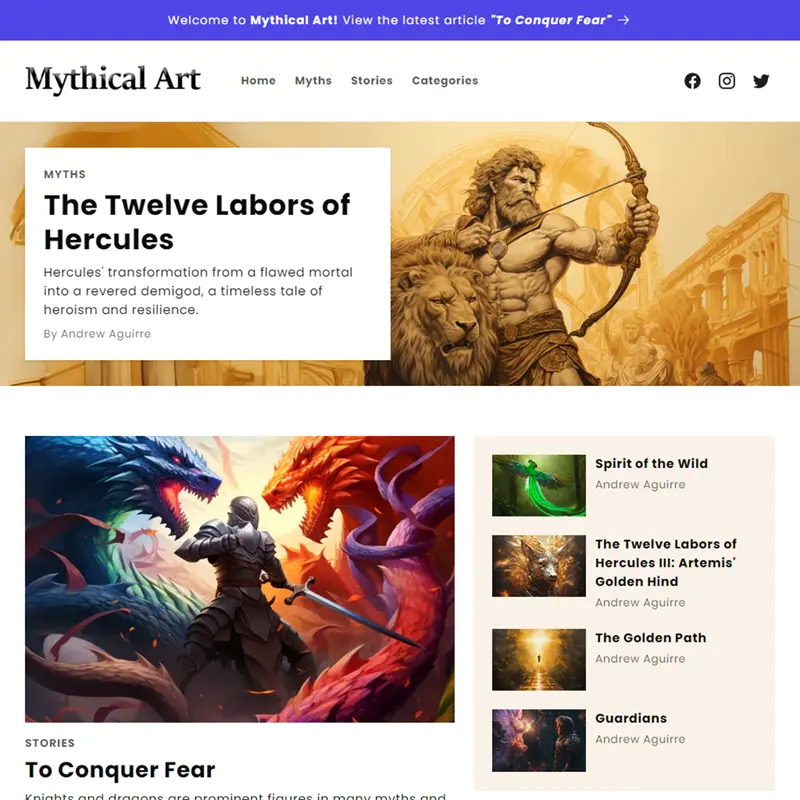 Welcome to Mythical Art! View the latest article "To Conquer Fear" →
Mythical Art
Home
Myths
Stories
Categories
MYTHS
The Twelve Labors of
Hercules
Hercules' transformation from a flawed mortal
into a revered demigod, a timeless tale of
heroism and resilience.
By Andrew Aguirre
STORIES
To Conquer Fear
Knights and dragons are prominent figures in many myths and
Spirit of the Wild
Andrew Aguirre
The Twelve Labors of
Hercules III: Artemis'
Golden Hind
Andrew Aguirre
The Golden Path
Andrew Aguirre
Guardians
Andrew Aguirre